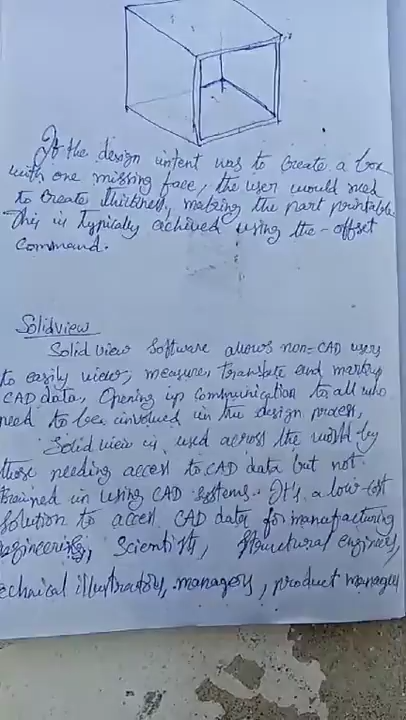 If the design intent was to create a box
with one missing face, the user would need
to create thickness, making the part printable.
This is typically achived using the - offset
command.
Solidview
Solid view software allows non-CAD users
to easily view, measure, translate and markup
CAD data, Opening up communication to all who
need to be involved in the design process,
Solid view is used across the world by
those needing access to CAD data but not
trained in using CAD systems. It's a low-cost
solution to access CAD data for manufacturing
engineering, Scientists, structural engineers,
technical illustrators, managers, product managers